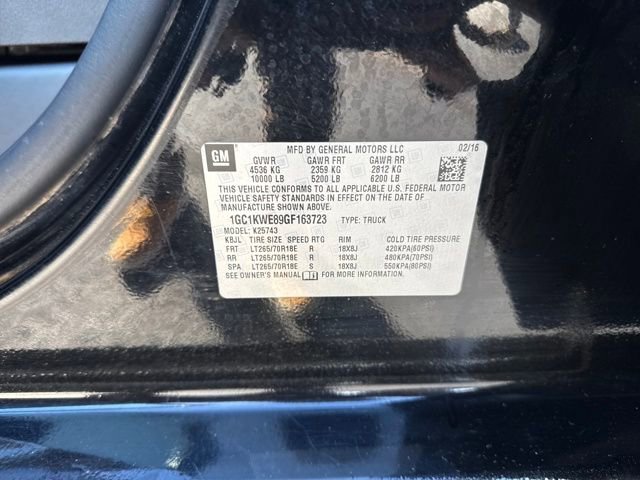 GM
MFD BY GENERAL MOTORS LLC 02/16
GVWR GAWR FRT GAWR RR
4536 KG 2359 KG 2812 KG
10000 LB 5200 LB 6200 LB
THIS VEHICLE CONFORMS TO ALL APPLICABLE U.S. FEDERAL MOTOR
VEHICLE SAFETY STANDARDS IN EFFECT ON THE DATE OF
MANUFACTURE SHOWN ABOVE.
1GC1KWE89GF163723 TYPE: TRUCK
MODEL: K25743
KBJL TIRE SIZE SPEED RTG RIM COLD TIRE PRESSURE
FRT LT265/70R18E R 18X8J 420KPA(60PSI)
RR LT265/70R18E R 18X8J 480KPA(70PSI)
SPA LT265/70R18E S 18X8J 550KPA(80PSI)
SEE OWNER'S MANUAL FOR MORE INFORMATION.